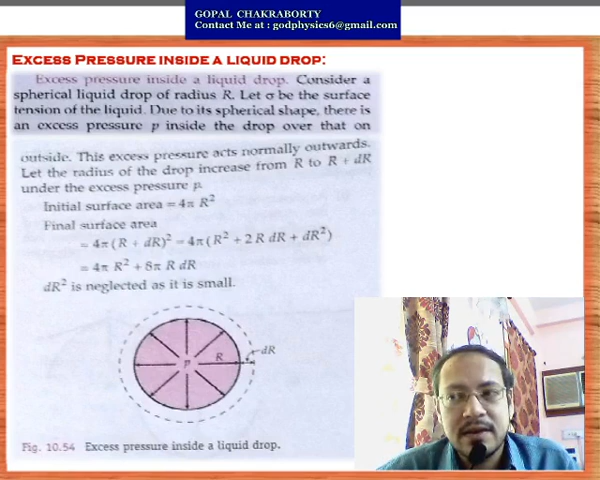 GOPAL CHAKRABORTY
Contact Me at : godphysics6@gmail.com
EXCESS PRESSURE INSIDE A LIQUID DROP:
Excess pressure inside a liquid drop. Consider a
spherical liquid drop of radius R. Let σ be the surface
tension of the liquid. Due to its spherical shape, there is
an excess pressure p inside the drop over that on
outside. This excess pressure acts normally outwards.
Let the radius of the drop increase from R to R + dR
under the excess pressure p.
Initial surface area = 4π R²
Final surface area
= 4π (R + dR)² = 4π (R² + 2 R dR + dR²)
= 4π R² + 8π R dR
dR² is neglected as it is small.
dR
R
p
Fig. 10.54 Excess pressure inside a liquid drop.